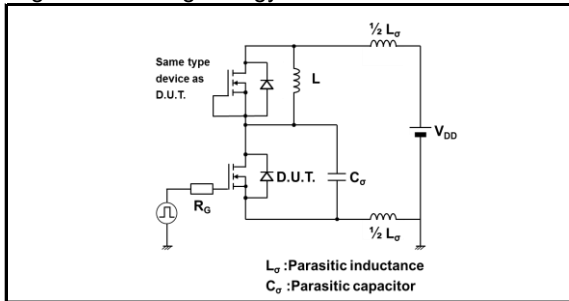 Same type
device as
D.U.T.
L
½ Lσ
VDD
D.U.T.
Cσ
RG
½ Lσ
Lσ :Parasitic inductance
Cσ :Parasitic capacitor